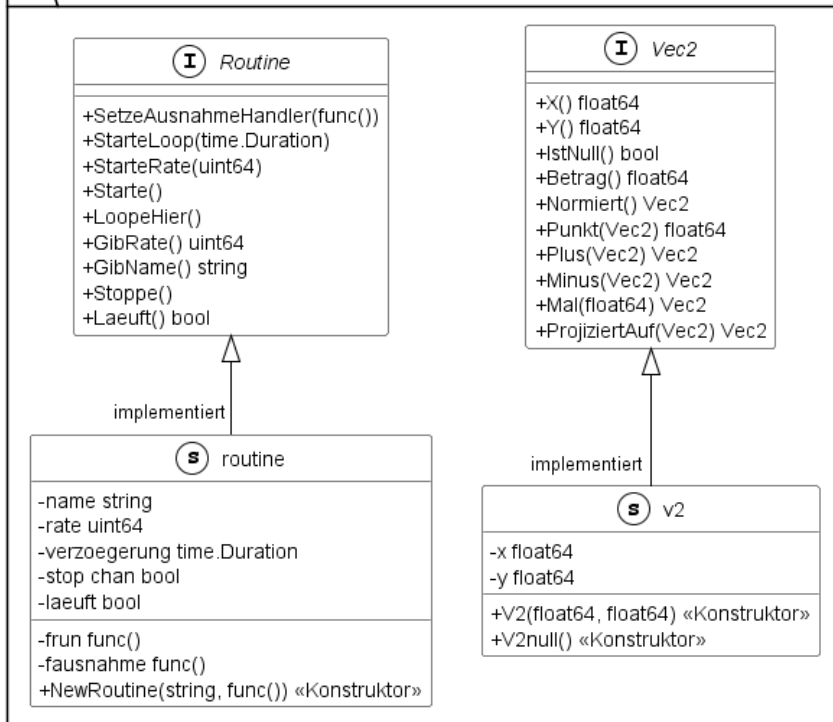 I Routine
+SetzeAusnahmeHandler(func())
+StarteLoop(time.Duration)
+StarteRate(uint64)
+Starte()
+LoopeHier()
+GibRate() uint64
+GibName() string
+Stoppe()
+Laeuft() bool
implementiert
s routine
-name string
-rate uint64
-verzoegerung time.Duration
-stop chan bool
-laeuft bool
-frun func()
-fausnahme func()
+NewRoutine(string, func()) «Konstruktor»
I Vec2
+X() float64
+Y() float64
+IstNull() bool
+Betrag() float64
+Normiert() Vec2
+Punkt(Vec2) float64
+Plus(Vec2) Vec2
+Minus(Vec2) Vec2
+Mal(float64) Vec2
+ProjiziertAuf(Vec2) Vec2
implementiert
s v2
-x float64
-y float64
+V2(float64, float64) «Konstruktor»
+V2null() «Konstruktor»